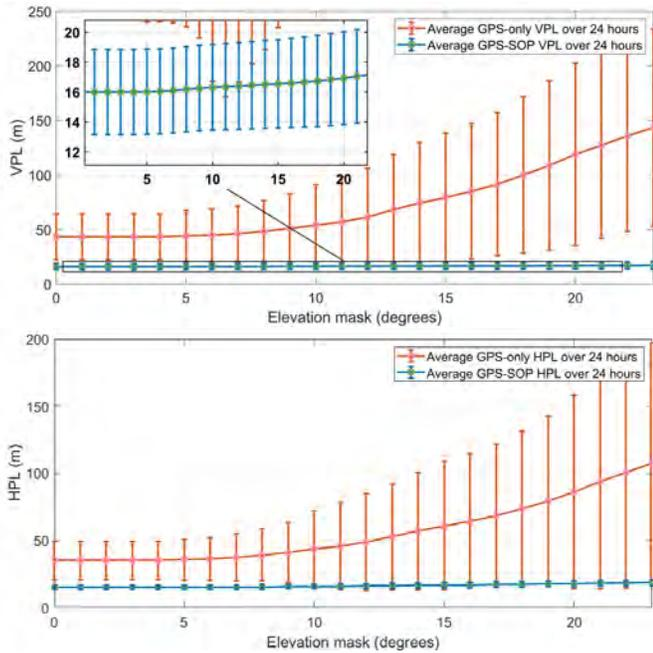 250
200
150
100
50
0
VPL (m)
20
18
16
14
12
5 10 15 20
Average GPS-only VPL over 24 hours
Average GPS-SOP VPL over 24 hours
0 5 10 15 20
Elevation mask (degrees)
200
150
100
50
0
HPL (m)
Average GPS-only HPL over 24 hours
Average GPS-SOP HPL over 24 hours
0 5 10 15 20
Elevation mask (degrees)